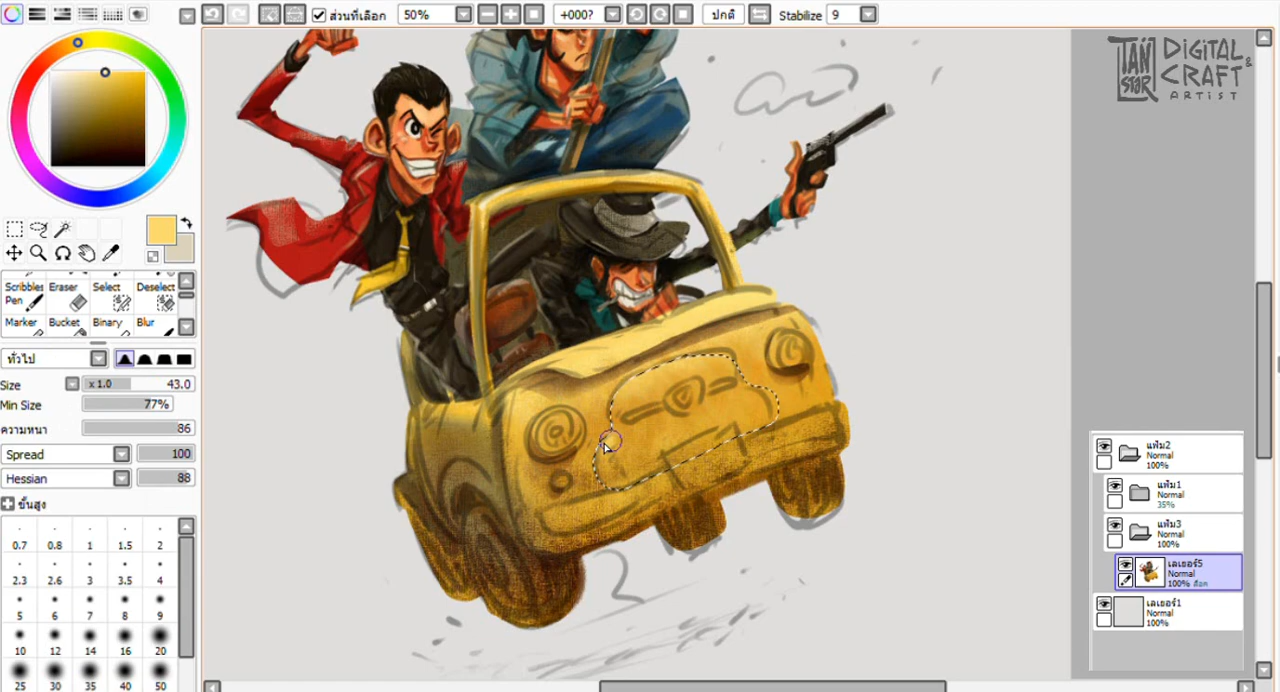 ส่วนที่เลือก 50% +000? ปกติ Stabilize 9
TAN STAR DIGITAL & CRAFT ARTIST
Scribbles Eraser Select Deselect
Pen
Marker Bucket Binary Blur
ทั่วไป
Size x 1.0 43.0
Min Size 77%
ความหนา 86
Spread 100
Hessian 88
ขั้นสูง
0.7 0.8 1 1.5 2
2.3 2.6 3 3.5 4
5 6 7 8 9
10 12 14 16 20
25 30 35 40 50
แฟ้ม2
Normal
100%
แฟ้ม1
Normal
35%
แฟ้ม3
Normal
100%
เลเยอร์5
Normal
100% ล็อก
เลเยอร์1
Normal
100%